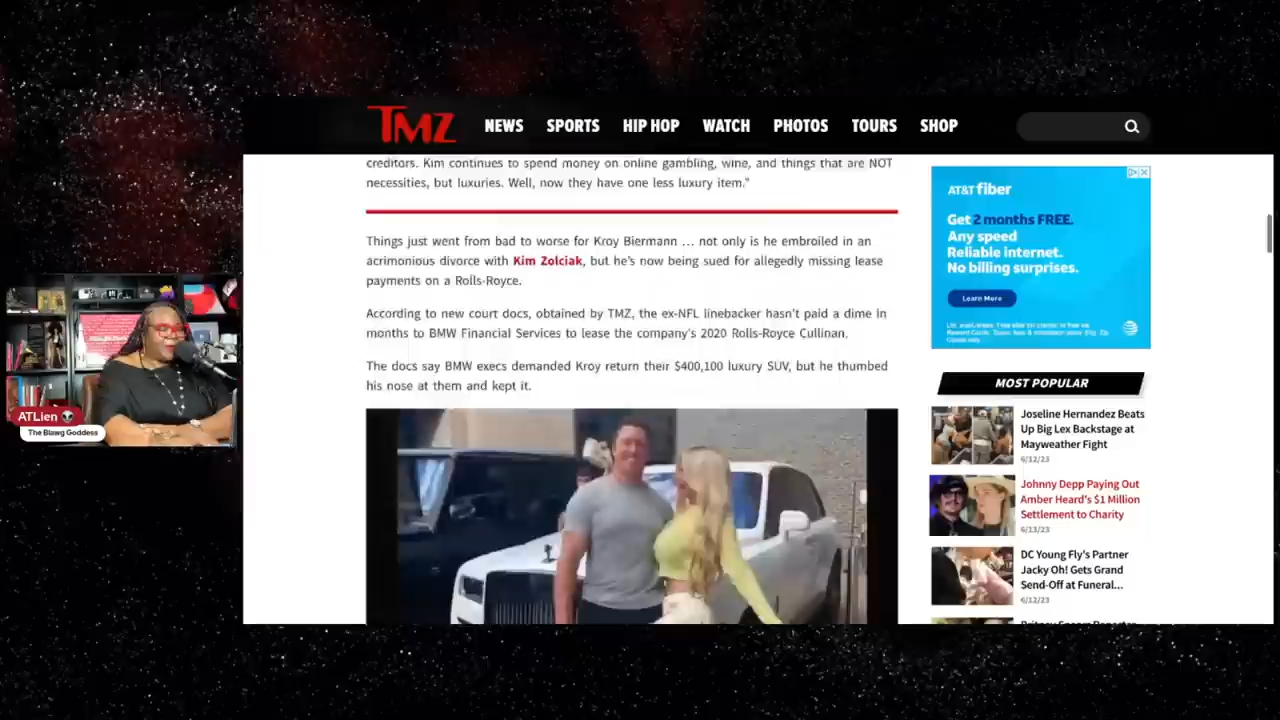 TMZ
NEWS SPORTS HIP HOP WATCH PHOTOS TOURS SHOP
creditors. Kim continues to spend money on online gambling, wine, and things that are NOT
necessities, but luxuries. Well, now they have one less luxury item."
Things just went from bad to worse for Kroy Biermann ... not only is he embroiled in an
acrimonious divorce with Kim Zolciak, but he's now being sued for allegedly missing lease
payments on a Rolls-Royce.
According to new court docs, obtained by TMZ, the ex-NFL linebacker hasn't paid a dime in
months to BMW Financial Services to lease the company's 2020 Rolls-Royce Cullinan.
The docs say BMW execs demanded Kroy return their $400,100 luxury SUV, but he thumbed
his nose at them and kept it.
AT&T fiber
Get 2 months FREE.
Any speed
Reliable internet.
No billing surprises.
Learn More
MOST POPULAR
Joseline Hernandez Beats
Up Big Lex Backstage at
Mayweather Fight
6/12/23
Johnny Depp Paying Out
Amber Heard's $1 Million
Settlement to Charity
6/13/23
DC Young Fly's Partner
Jacky Oh! Gets Grand
Send-Off at Funeral...
6/12/23
ATLien
The Blawg Goddess